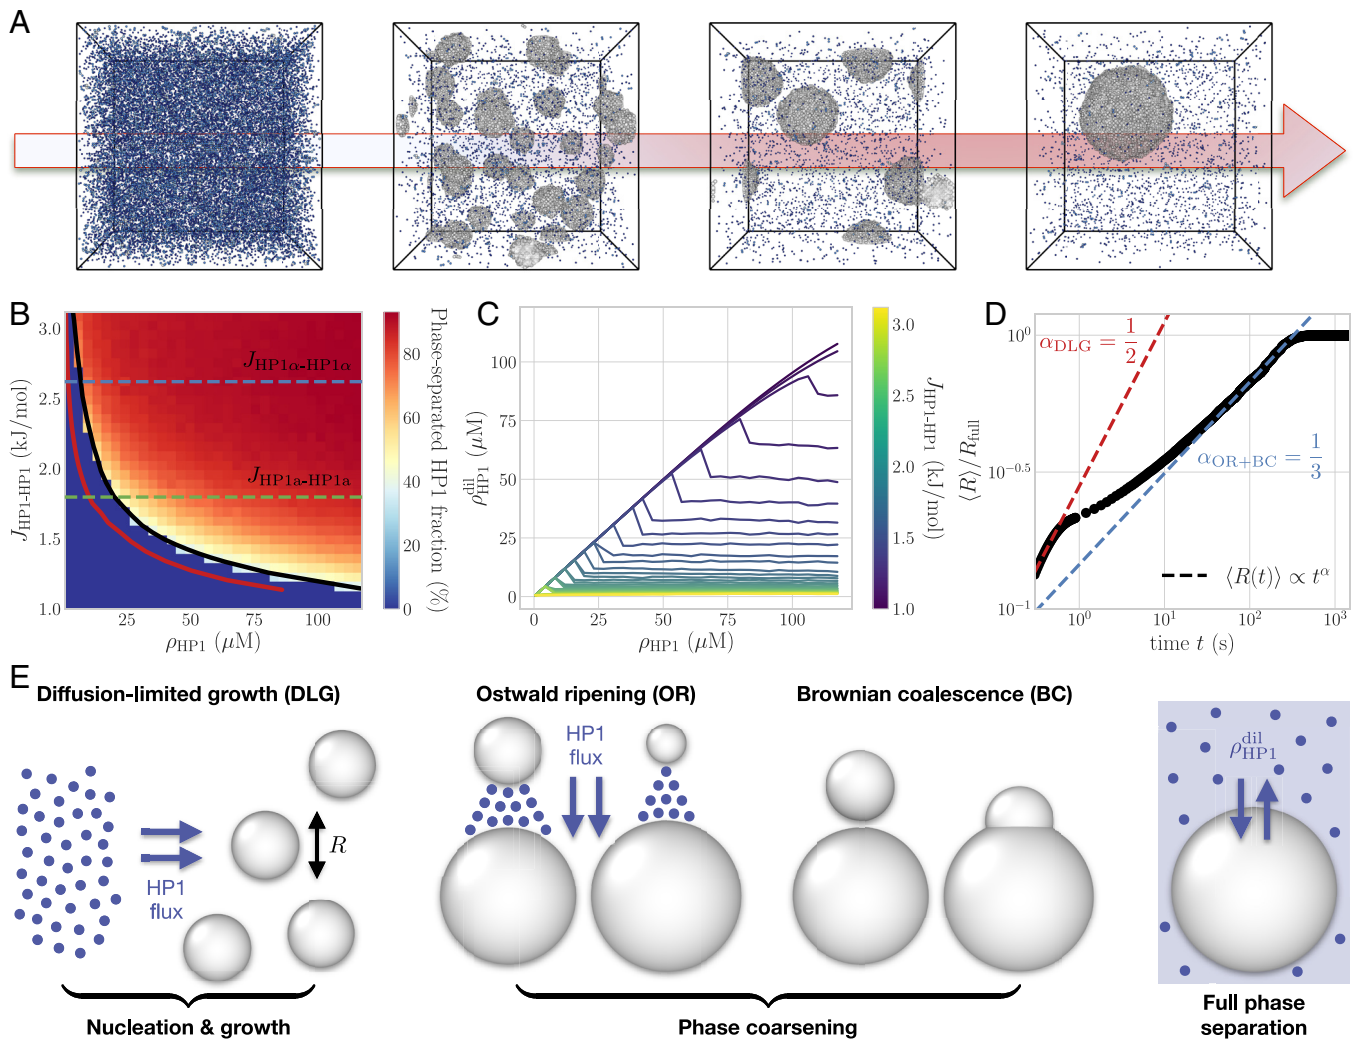 A
B
3.0
2.5
2.0
1.5
1.0
J_HP1-HP1 (kJ/mol)
J_HP1α-HP1α
J_HP1a-HP1a
25
50
75
100
ρ_HP1 (μM)
80
60
40
20
0
Phase-separated HP1 fraction (%)
C
100
75
50
25
0
ρ^dil_HP1 (μM)
0
25
50
75
100
ρ_HP1 (μM)
3.0
2.5
2.0
1.5
1.0
J_HP1-HP1 (kJ/mol)
D
10^0
10^−0.5
10^−1
⟨R⟩/R_full
α_DLG = 1/2
α_OR+BC = 1/3
⟨R(t)⟩ ∝ t^α
10^0
10^1
10^2
10^3
time t (s)
E
Diffusion-limited growth (DLG)
HP1
flux
R
Nucleation & growth
Ostwald ripening (OR)
HP1
flux
Brownian coalescence (BC)
Phase coarsening
ρ^dil_HP1
Full phase
separation